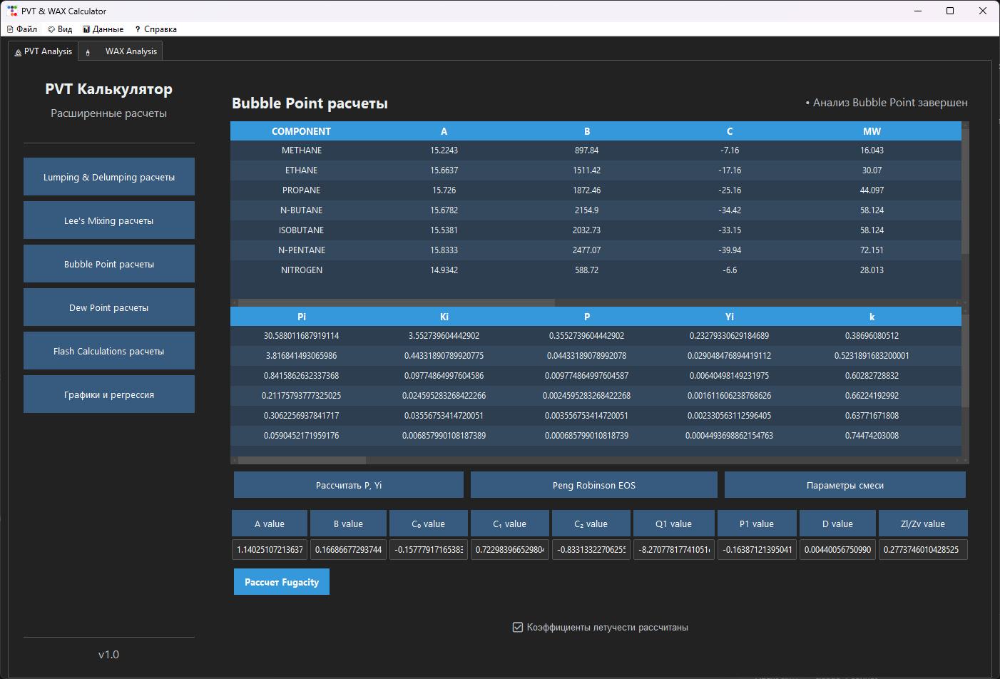 PVT & WAX Calculator
Файл Вид Данные ? Справка
PVT Analysis WAX Analysis
PVT Калькулятор
Расширенные расчеты
Lumping & Delumping расчеты
Lee's Mixing расчеты
Bubble Point расчеты
Dew Point расчеты
Flash Calculations расчеты
Графики и регрессия
v1.0
Bubble Point расчеты
• Анализ Bubble Point завершен
COMPONENT A B C MW
METHANE 15.2243 897.84 -7.16 16.043
ETHANE 15.6637 1511.42 -17.16 30.07
PROPANE 15.726 1872.46 -25.16 44.097
N-BUTANE 15.6782 2154.9 -34.42 58.124
ISOBUTANE 15.5381 2032.73 -33.15 58.124
N-PENTANE 15.8333 2477.07 -39.94 72.151
NITROGEN 14.9342 588.72 -6.6 28.013
Pi Ki P Yi k
30.588011687919114 3.552739604442902 0.3552739604442902 0.23279330629184689 0.38696080512
3.816841493065986 0.44331890789920775 0.04433189078992078 0.029048476894419112 0.5231891683200001
0.8415862632337368 0.09774864997604586 0.009774864997604587 0.00640498149231975 0.60282728832
0.21175793777325025 0.024595283268422266 0.0024595283268422268 0.001611606238768626 0.66224192992
0.3062256937841717 0.03556753414720051 0.003556753414720051 0.002330563112596405 0.63771671808
0.0590452171959176 0.006857990108187389 0.000685799010818739 0.0004493698862154763 0.74474203008
Рассчитать P, Yi Peng Robinson EOS Параметры смеси
A value B value C₀ value C₁ value C₂ value Q1 value P1 value D value Zl/Zv value
1.14025107213637 0.16686677293744 -0.15777917165383 0.72298396652980 -0.83313322706255 -8.2707781774105 -0.16387121395041 0.00440056750990 0.2773746010428525
Рассчет Fugacity
Коэффициенты летучести рассчитаны